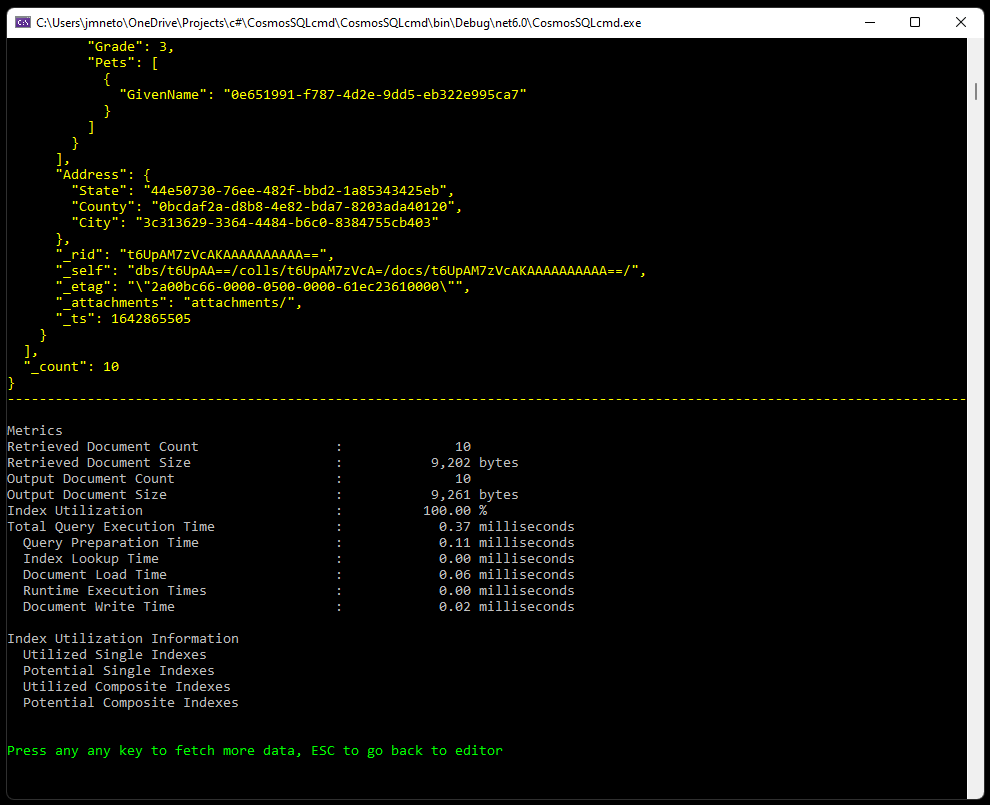 C:\Users\jmneto\OneDrive\Projects\c#\CosmosSQLcmd\CosmosSQLcmd\bin\Debug\net6.0\CosmosSQLcmd.exe
          "Grade": 3,
          "Pets": [
            {
              "GivenName": "0e651991-f787-4d2e-9dd5-eb322e995ca7"
            }
          ]
        }
      ],
      "Address": {
        "State": "44e50730-76ee-482f-bbd2-1a85343425eb",
        "County": "0bcdaf2a-d8b8-4e82-bda7-8203ada40120",
        "City": "3c313629-3364-4484-b6c0-8384755cb403"
      },
      "_rid": "t6UpAM7zVcAKAAAAAAAAAA==",
      "_self": "dbs/t6UpAA==/colls/t6UpAM7zVcA=/docs/t6UpAM7zVcAKAAAAAAAAAA==/",
      "_etag": "\"2a00bc66-0000-0500-0000-61ec23610000\"",
      "_attachments": "attachments/",
      "_ts": 1642865505
    }
  ],
  "_count": 10
}
------------------------------------------------------------------------------------------------------------------------
Metrics
Retrieved Document Count                 :              10
Retrieved Document Size                  :           9,202 bytes
Output Document Count                    :              10
Output Document Size                     :           9,261 bytes
Index Utilization                        :          100.00 %
Total Query Execution Time               :            0.37 milliseconds
  Query Preparation Time                 :            0.11 milliseconds
  Index Lookup Time                      :            0.00 milliseconds
  Document Load Time                     :            0.06 milliseconds
  Runtime Execution Times                :            0.00 milliseconds
  Document Write Time                    :            0.02 milliseconds
Index Utilization Information
  Utilized Single Indexes
  Potential Single Indexes
  Utilized Composite Indexes
  Potential Composite Indexes
Press any any key to fetch more data, ESC to go back to editor